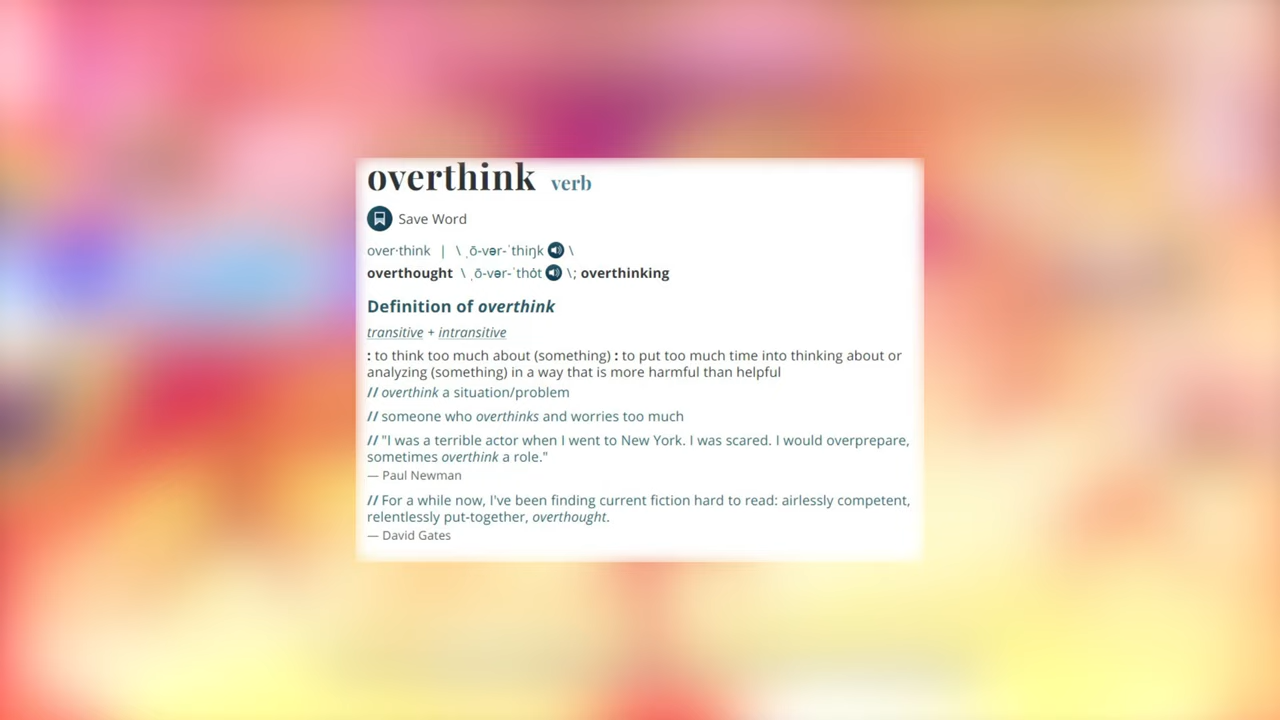 overthink verb
Save Word
over·think | \ ˌō-vər-ˈthiŋk \
overthought \ ˌō-vər-ˈthȯt \; overthinking
Definition of overthink
transitive + intransitive
: to think too much about (something) : to put too much time into thinking about or
analyzing (something) in a way that is more harmful than helpful
// overthink a situation/problem
// someone who overthinks and worries too much
// "I was a terrible actor when I went to New York. I was scared. I would overprepare,
sometimes overthink a role."
— Paul Newman
// For a while now, I've been finding current fiction hard to read: airlessly competent,
relentlessly put-together, overthought.
— David Gates